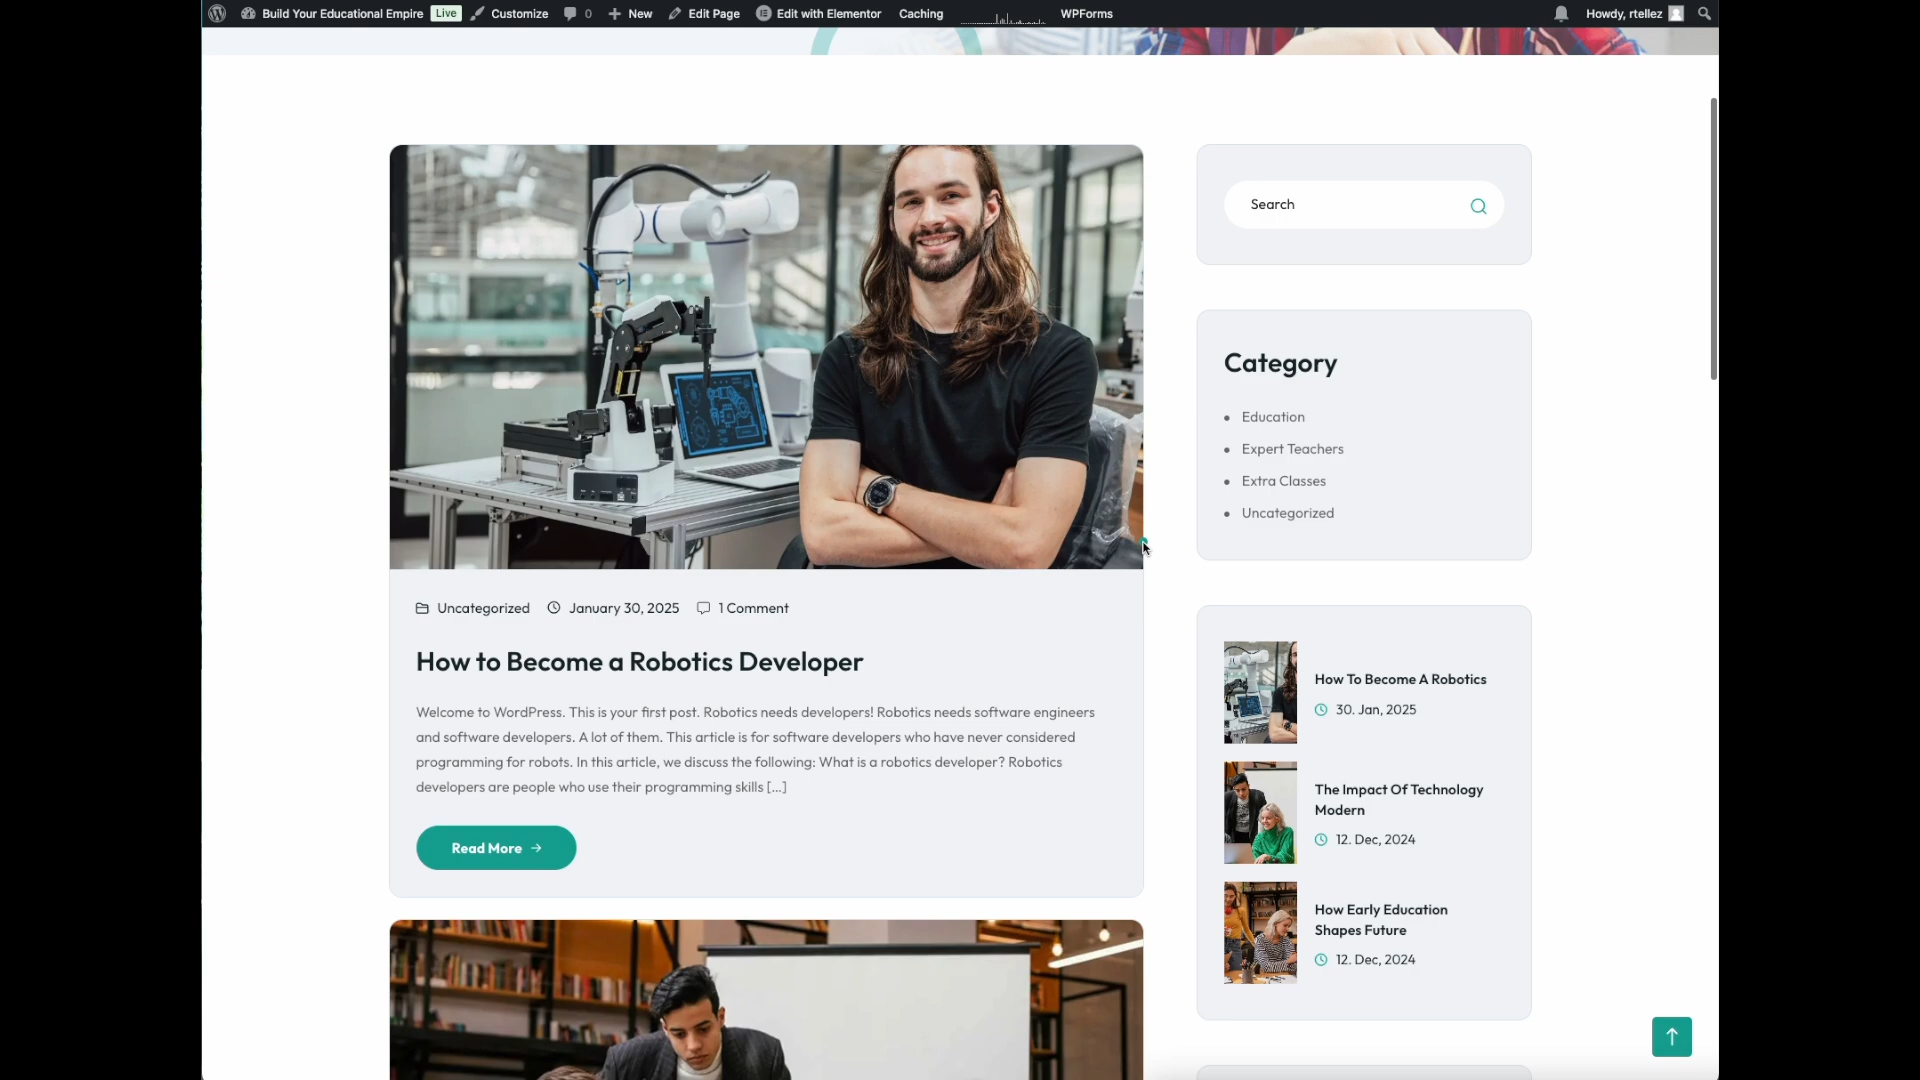 Build Your Educational Empire Live Customize 0 New Edit Page Edit with Elementor Caching WPForms Howdy, rtellez
Search
Category
Education
Expert Teachers
Extra Classes
Uncategorized
Uncategorized January 30, 2025 1 Comment
How to Become a Robotics Developer
Welcome to WordPress. This is your first post. Robotics needs developers! Robotics needs software engineers
and software developers. A lot of them. This article is for software developers who have never considered
programming for robots. In this article, we discuss the following: What is a robotics developer? Robotics
developers are people who use their programming skills [...]
Read More
How To Become A Robotics
30. Jan, 2025
The Impact Of Technology
Modern
12. Dec, 2024
How Early Education
Shapes Future
12. Dec, 2024